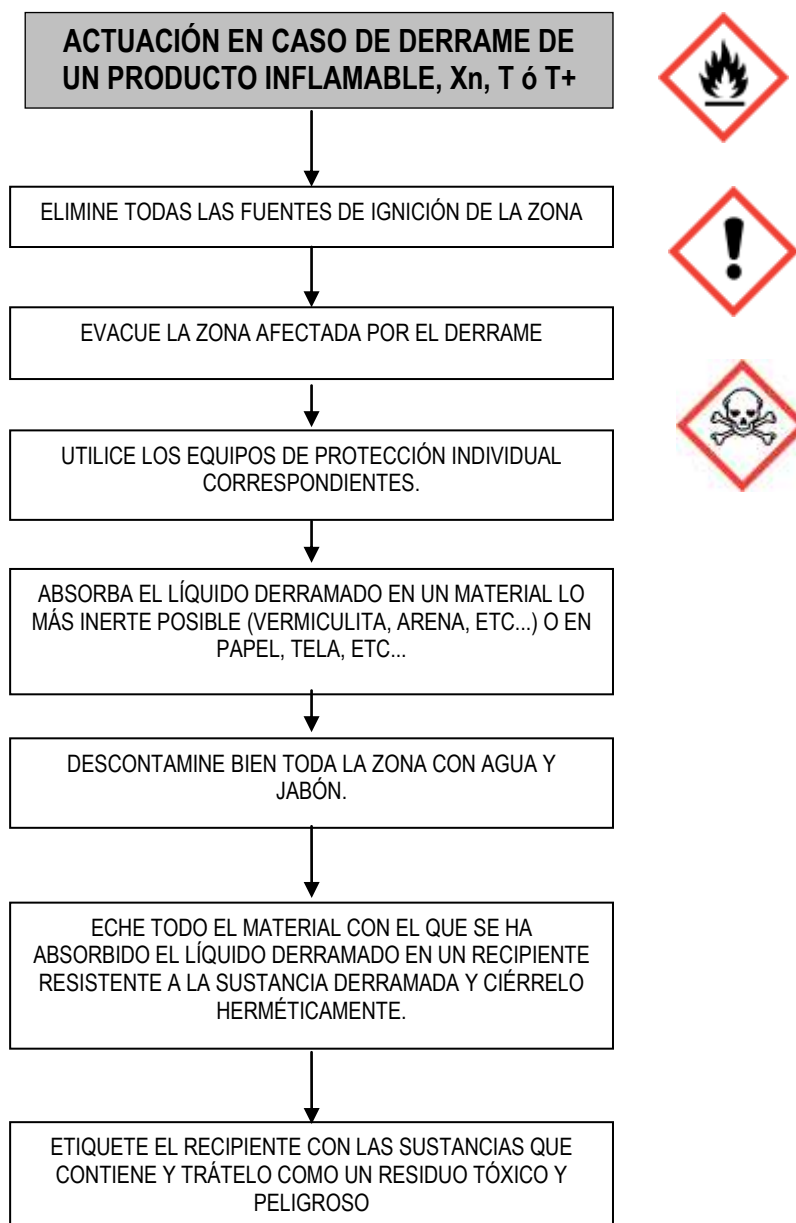 ACTUACIÓN EN CASO DE DERRAME DE
UN PRODUCTO INFLAMABLE, Xn, T ó T+
ELIMINE TODAS LAS FUENTES DE IGNICIÓN DE LA ZONA
EVACUE LA ZONA AFECTADA POR EL DERRAME
UTILICE LOS EQUIPOS DE PROTECCIÓN INDIVIDUAL
CORRESPONDIENTES.
ABSORBA EL LÍQUIDO DERRAMADO EN UN MATERIAL LO
MÁS INERTE POSIBLE (VERMICULITA, ARENA, ETC...) O EN
PAPEL, TELA, ETC...
DESCONTAMINE BIEN TODA LA ZONA CON AGUA Y
JABÓN.
ECHE TODO EL MATERIAL CON EL QUE SE HA
ABSORBIDO EL LÍQUIDO DERRAMADO EN UN RECIPIENTE
RESISTENTE A LA SUSTANCIA DERRAMADA Y CIÉRRELO
HERMÉTICAMENTE.
ETIQUETE EL RECIPIENTE CON LAS SUSTANCIAS QUE
CONTIENE Y TRÁTELO COMO UN RESIDUO TÓXICO Y
PELIGROSO